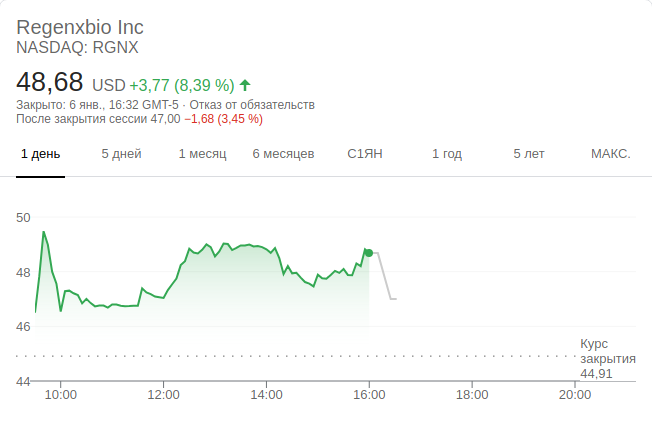 Regenxbio Inc
NASDAQ: RGNX
48,68 USD +3,77 (8,39 %)
Закрыто: 6 янв., 16:32 GMT-5 · Отказ от обязательств
После закрытия сессии 47,00 −1,68 (3,45 %)
1 день 5 дней 1 месяц 6 месяцев С1ЯН 1 год 5 лет МАКС.
50
48
46
Курс
закрытия
44,91
44
10:00 12:00 14:00 16:00 18:00 20:00